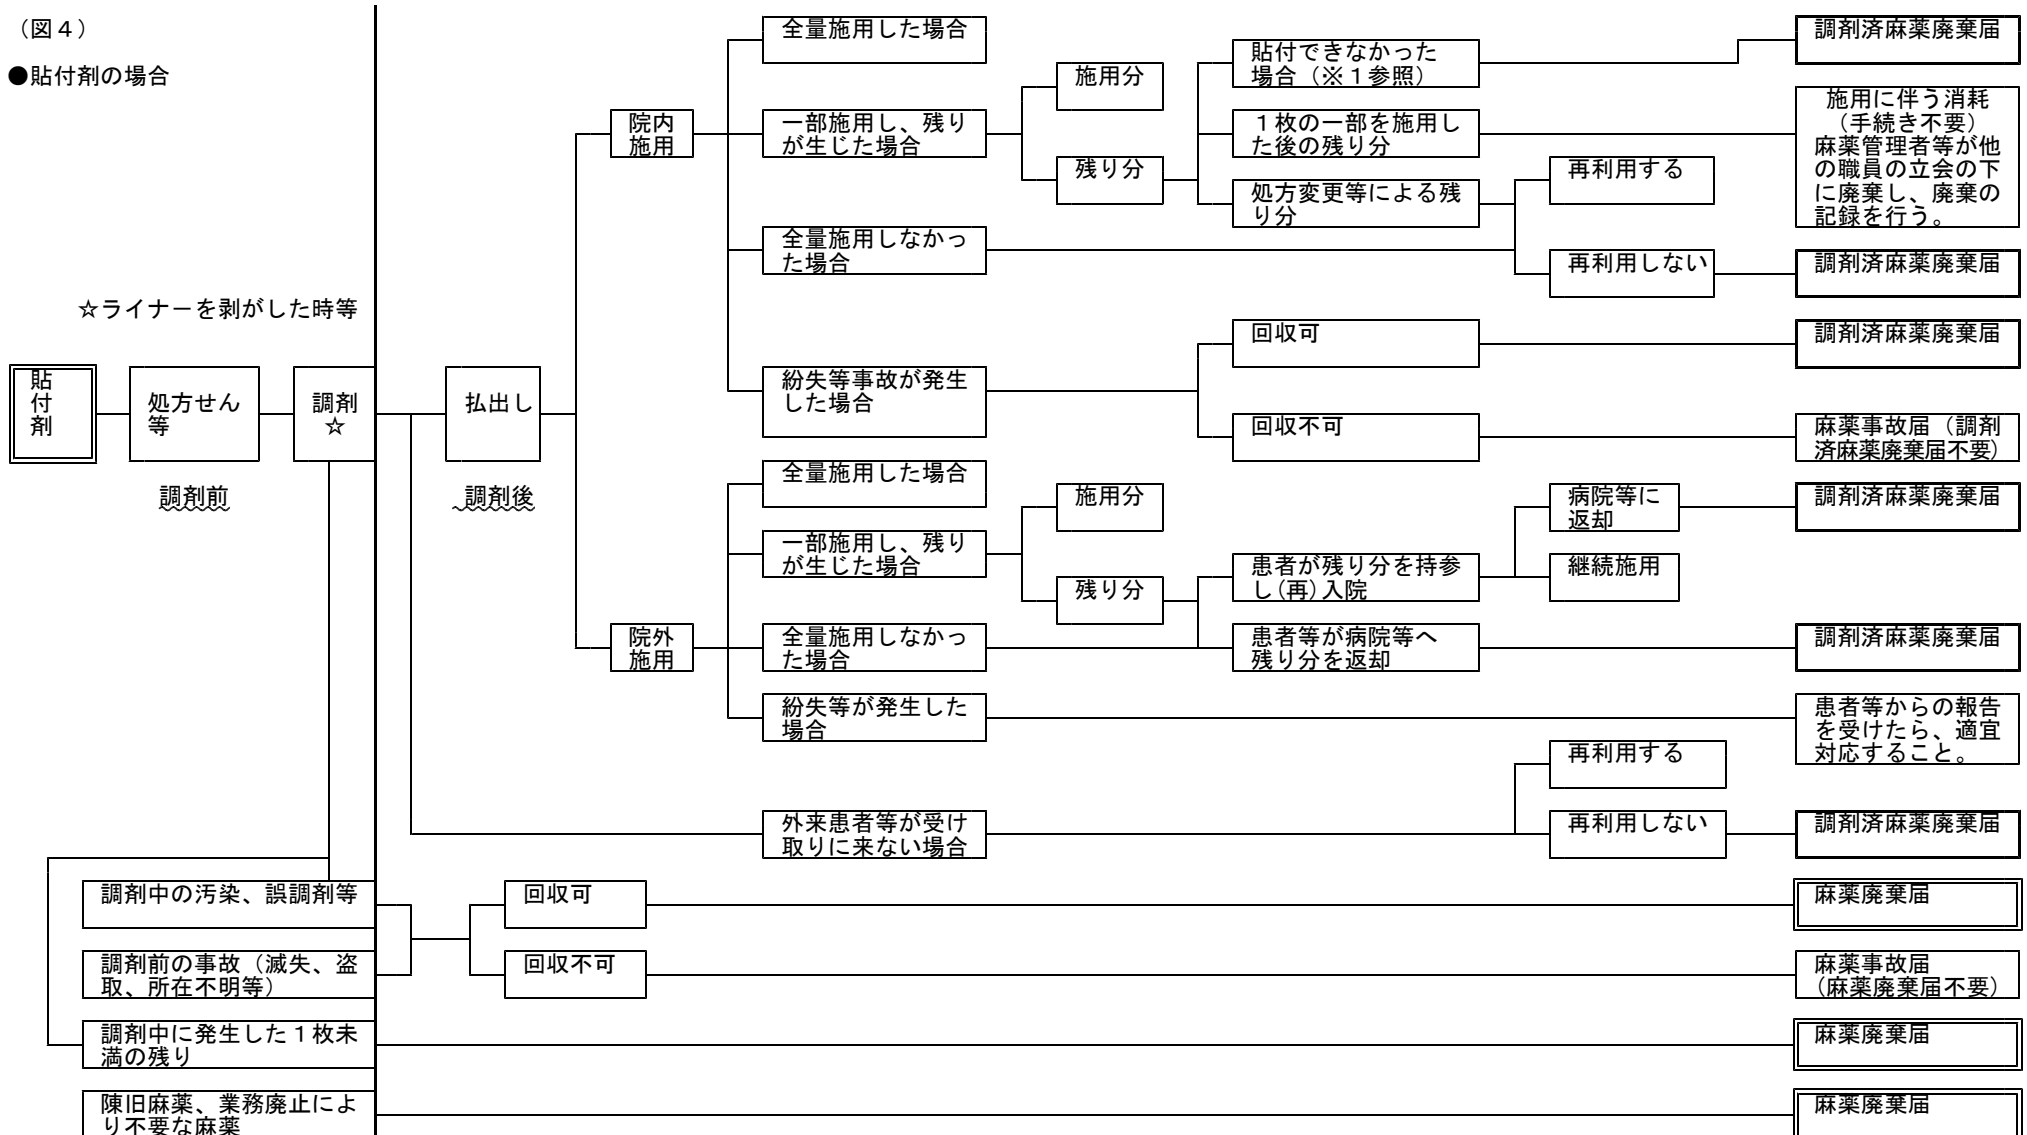 （図４）
●貼付剤の場合
☆ライナーを剥がした時等
貼
付
剤
処方せん
等
調剤
☆
払出し
調剤前
調剤後
院内
施用
全量施用した場合
一部施用し、残り
が生じた場合
施用分
残り分
貼付できなかった
場合（※１参照）
調剤済麻薬廃棄届
１枚の一部を施用し
た後の残り分
施用に伴う消耗
（手続き不要）
麻薬管理者等が他
の職員の立会の下
に廃棄し、廃棄の
記録を行う。
処方変更等による残
り分
再利用する
全量施用しなかっ
た場合
再利用しない
調剤済麻薬廃棄届
紛失等事故が発生
した場合
回収可
調剤済麻薬廃棄届
回収不可
麻薬事故届（調剤
済麻薬廃棄届不要）
院外
施用
全量施用した場合
一部施用し、残り
が生じた場合
施用分
残り分
患者が残り分を持参
し(再)入院
病院等に
返却
調剤済麻薬廃棄届
継続施用
全量施用しなかっ
た場合
患者等が病院等へ
残り分を返却
調剤済麻薬廃棄届
紛失等が発生した
場合
患者等からの報告
を受けたら、適宜
対応すること。
外来患者等が受け
取りに来ない場合
再利用する
再利用しない
調剤済麻薬廃棄届
調剤中の汚染、誤調剤等
回収可
麻薬廃棄届
調剤前の事故（滅失、盗
取、所在不明等）
回収不可
麻薬事故届
（麻薬廃棄届不要）
調剤中に発生した１枚未
満の残り
麻薬廃棄届
陳旧麻薬、業務廃止によ
り不要な麻薬
麻薬廃棄届